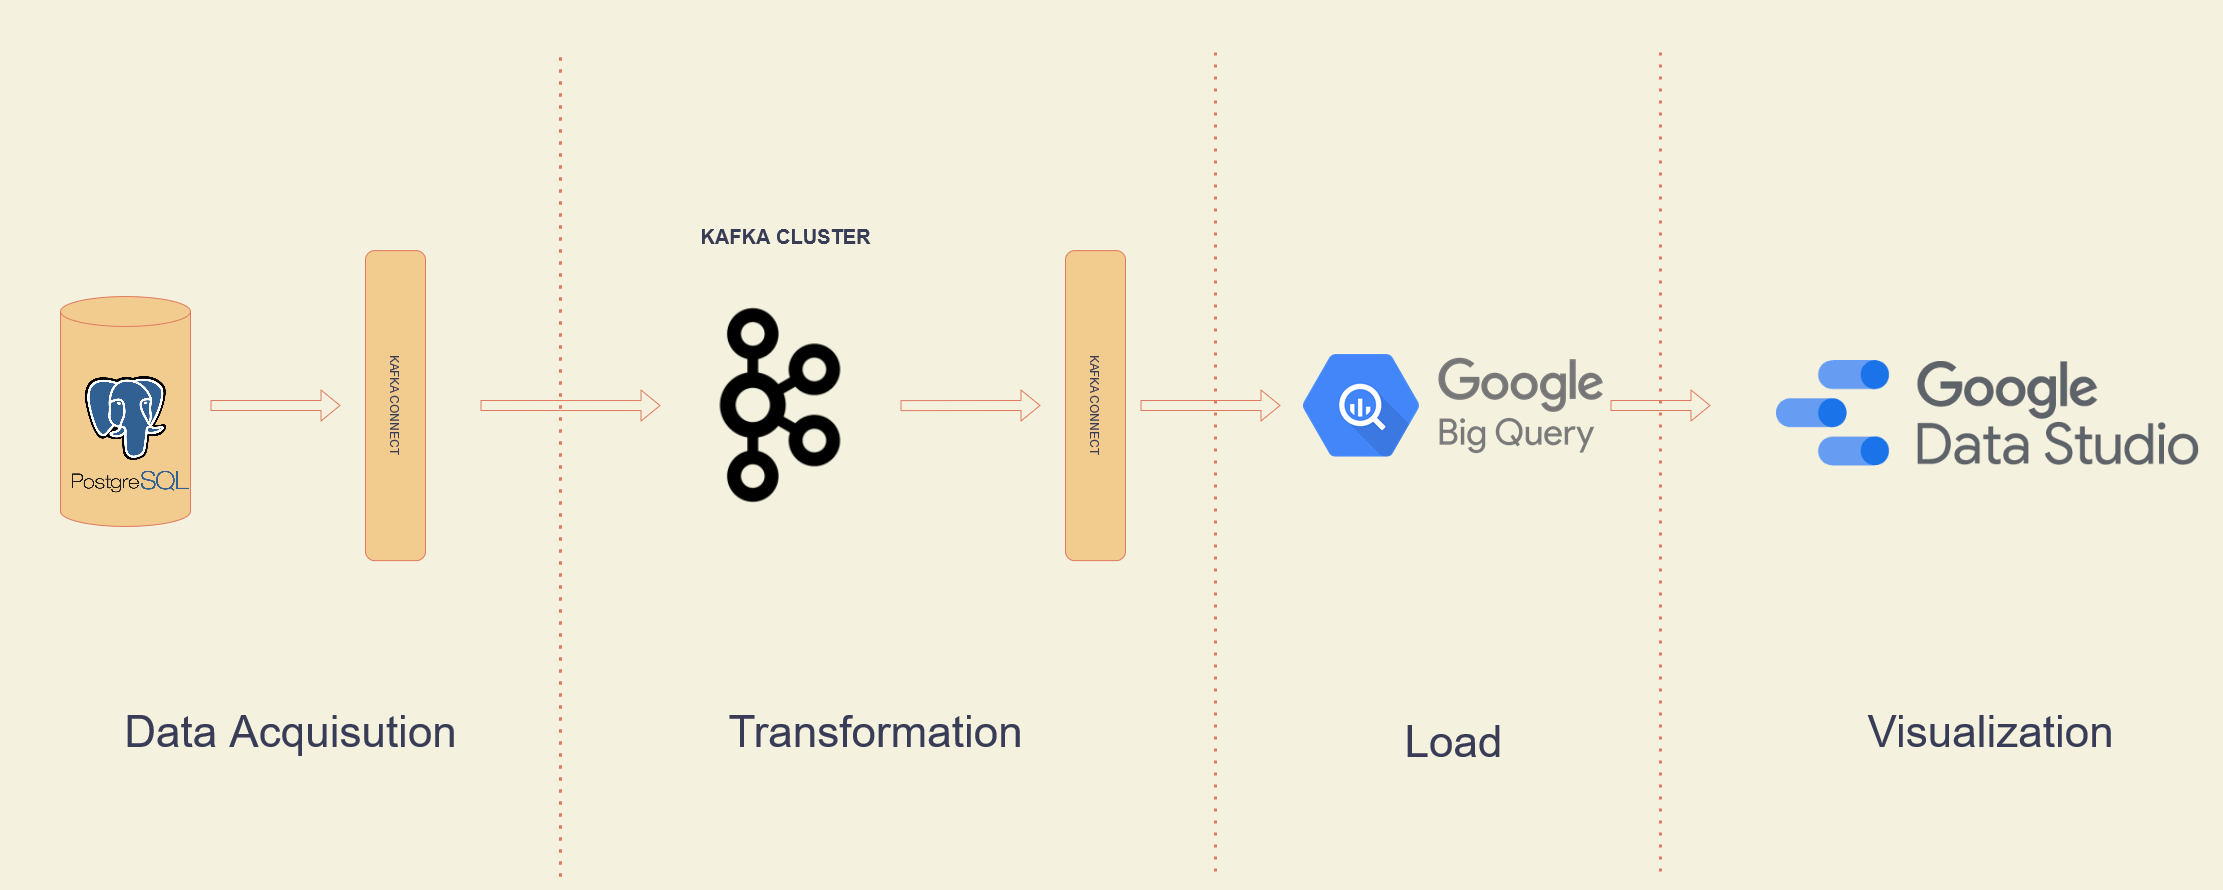 KAFKA CLUSTER
PostgreSQL
KAFKA CONNECT
KAFKA CONNECT
Google
Big Query
Google
Data Studio
Data Acquisution
Transformation
Load
Visualization